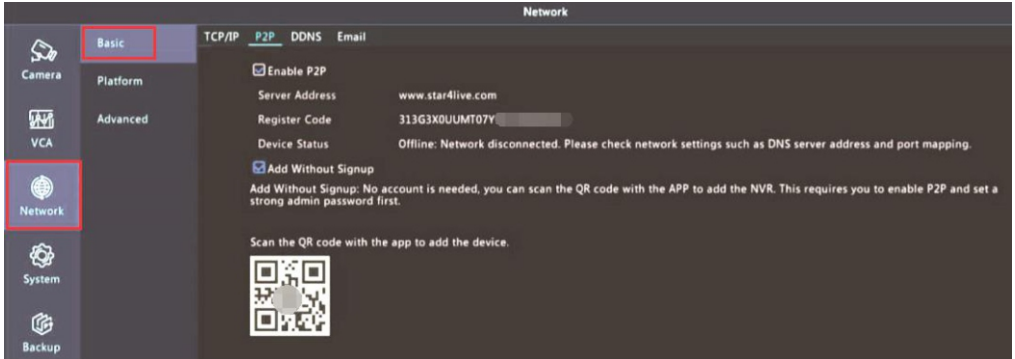 Network
Camera
VCA
Network
System
Backup
Basic
Platform
Advanced
TCP/IP P2P DDNS Email
Enable P2P
Server Address www.star4live.com
Register Code 313G3X0UUMT07Y
Device Status Offline: Network disconnected. Please check network settings such as DNS server address and port mapping.
Add Without Signup
Add Without Signup: No account is needed, you can scan the QR code with the APP to add the NVR. This requires you to enable P2P and set a
strong admin password first.
Scan the QR code with the app to add the device.